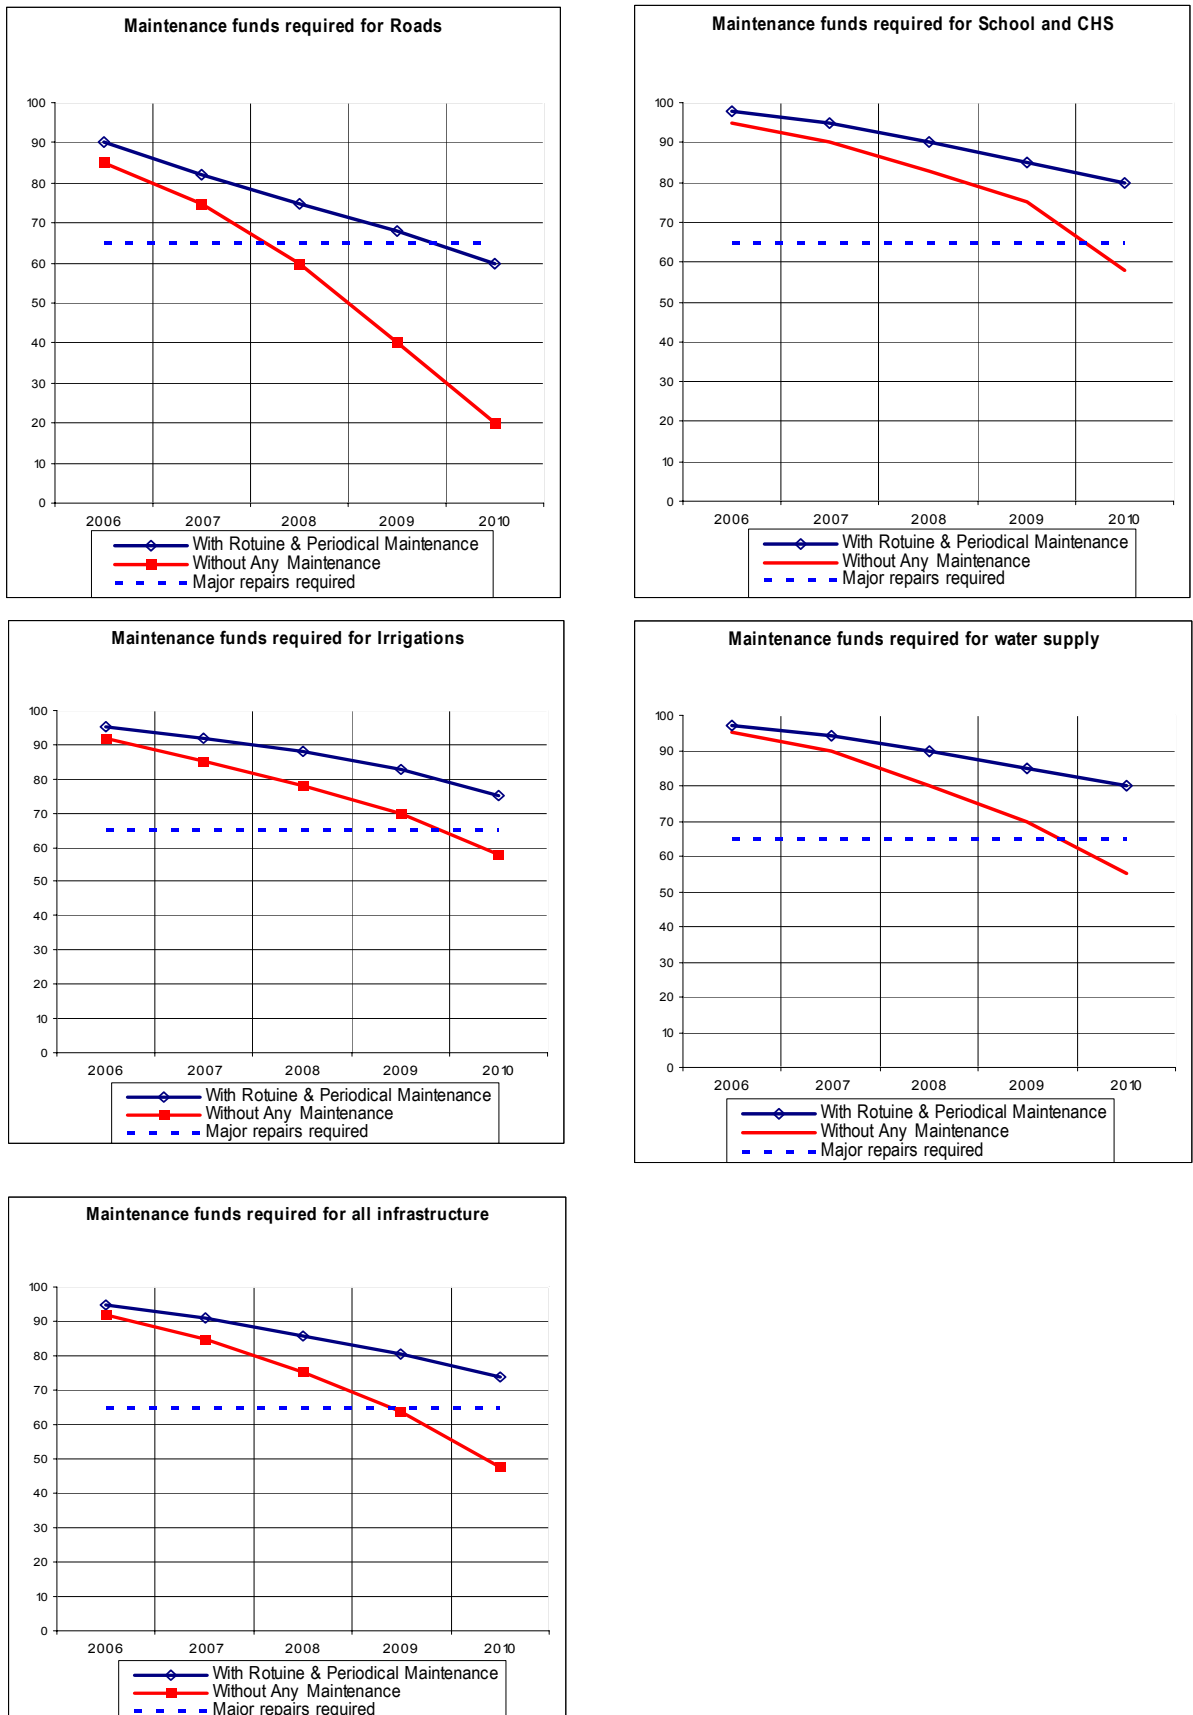 Maintenance funds required for Roads
100
90
80
70
60
50
40
30
20
10
0
2006 2007 2008 2009 2010
With Rotuine & Periodical Maintenance
Without Any Maintenance
Major repairs required
Maintenance funds required for School and CHS
100
90
80
70
60
50
40
30
20
10
0
2006 2007 2008 2009 2010
With Rotuine & Periodical Maintenance
Without Any Maintenance
Major repairs required
Maintenance funds required for Irrigations
100
90
80
70
60
50
40
30
20
10
0
2006 2007 2008 2009 2010
With Rotuine & Periodical Maintenance
Without Any Maintenance
Major repairs required
Maintenance funds required for water supply
100
90
80
70
60
50
40
30
20
10
0
2006 2007 2008 2009 2010
With Rotuine & Periodical Maintenance
Without Any Maintenance
Major repairs required
Maintenance funds required for all infrastructure
100
90
80
70
60
50
40
30
20
10
0
2006 2007 2008 2009 2010
With Rotuine & Periodical Maintenance
Without Any Maintenance
Major repairs required